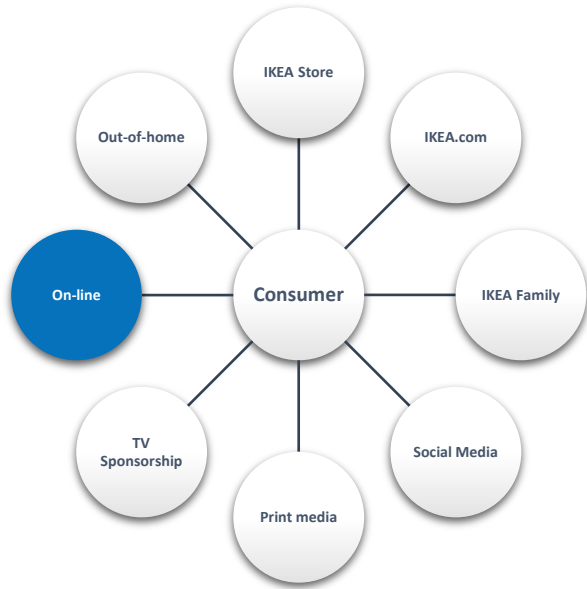 IKEA Store
Out-of-home
IKEA.com
On-line
Consumer
IKEA Family
TV
Sponsorship
Social Media
Print media